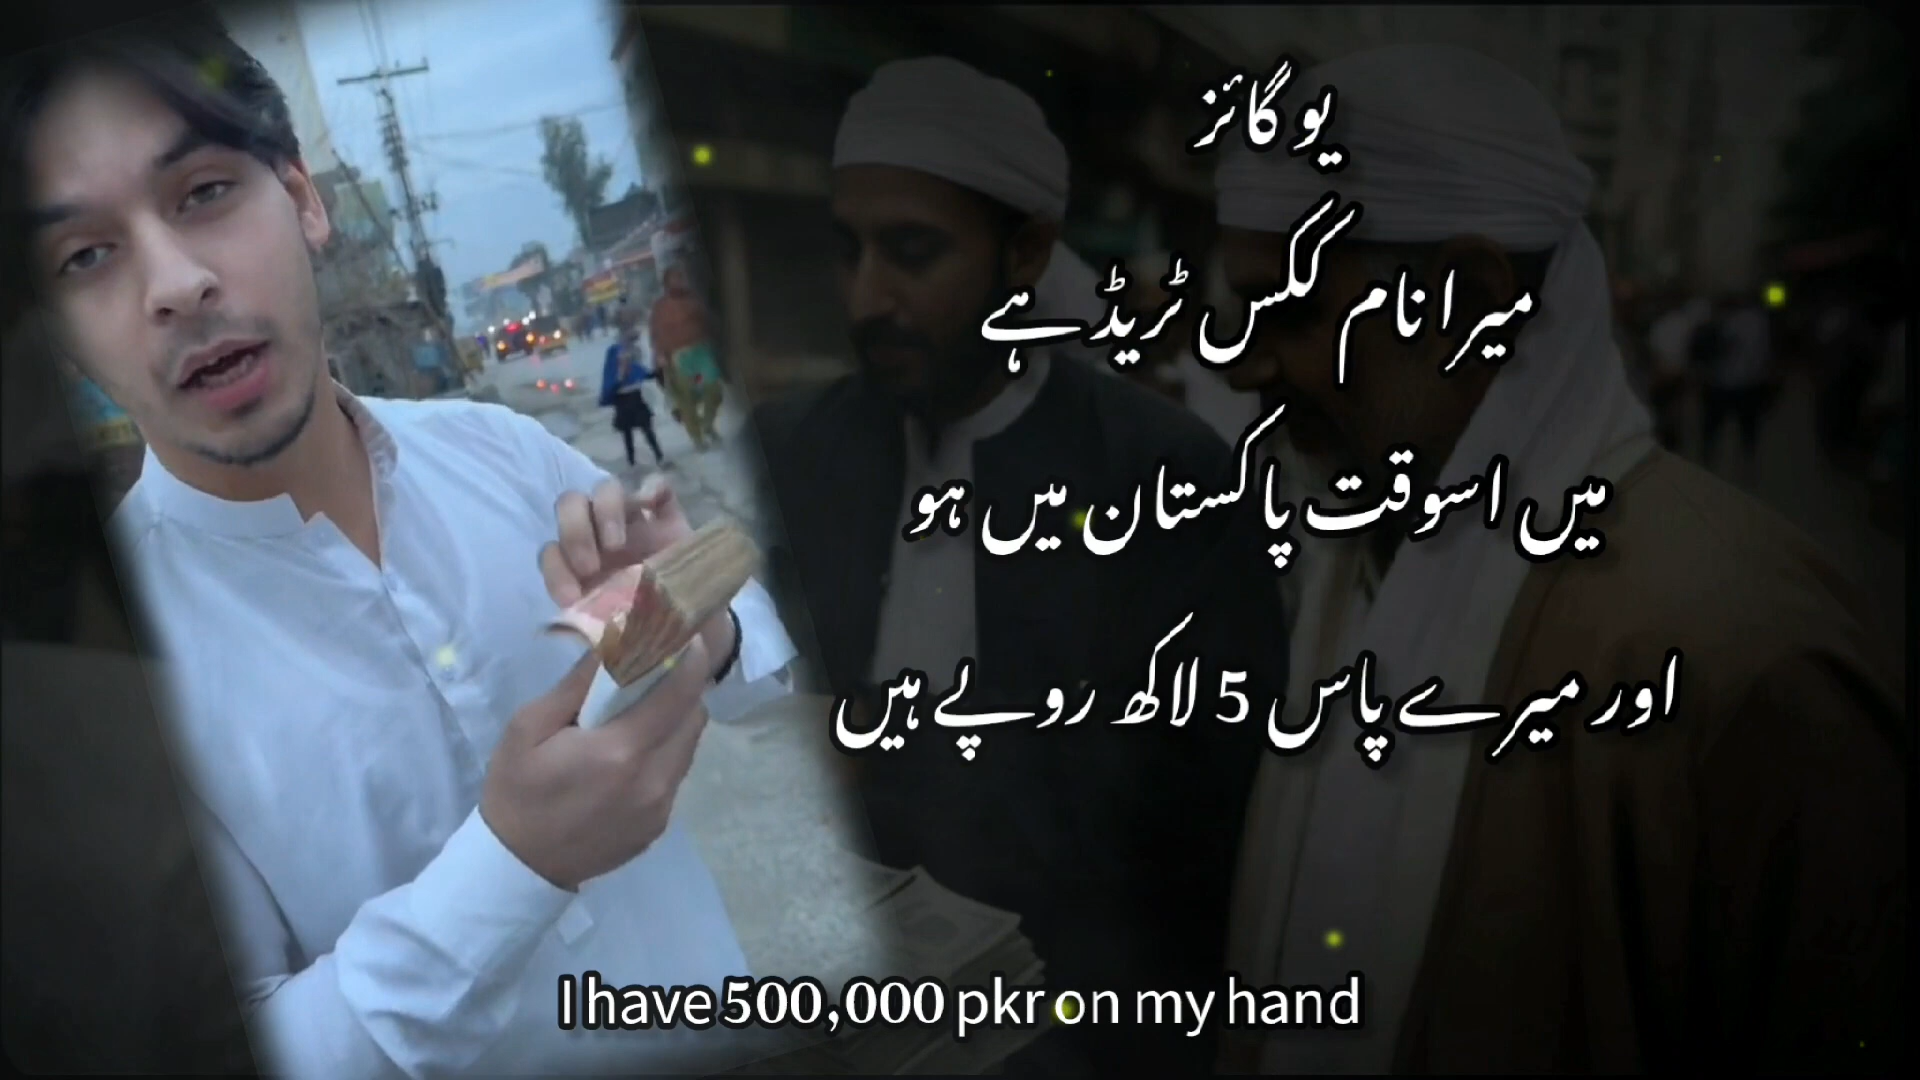 یو گائز
میرا نام ککس ٹریڈ ہے
میں اسوقت پاکستان میں ہو
اور میرے پاس 5 لاکھ روپے ہیں
I have 500,000 pkr on my hand